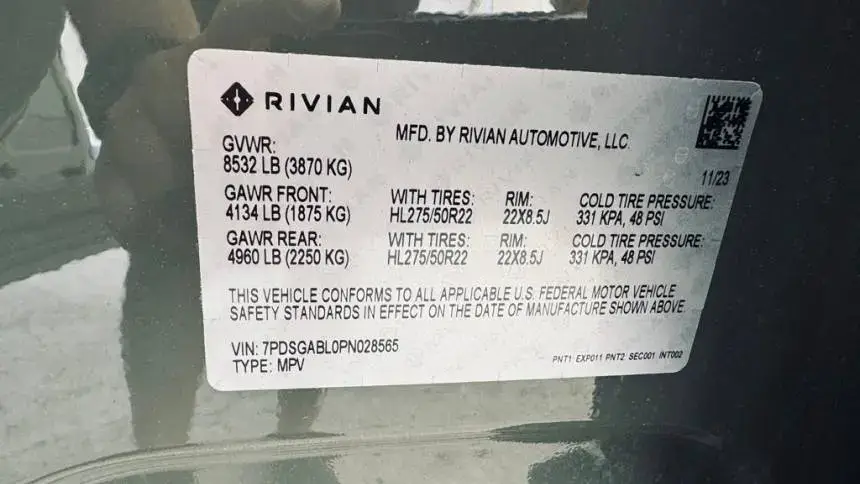 RIVIAN
MFD. BY RIVIAN AUTOMOTIVE, LLC.
11/23
GVWR:
8532 LB (3870 KG)
GAWR FRONT: WITH TIRES: RIM: COLD TIRE PRESSURE:
4134 LB (1875 KG) HL275/50R22 22X8.5J 331 KPA, 48 PSI
GAWR REAR: WITH TIRES: RIM: COLD TIRE PRESSURE:
4960 LB (2250 KG) HL275/50R22 22X8.5J 331 KPA, 48 PSI
THIS VEHICLE CONFORMS TO ALL APPLICABLE U.S. FEDERAL MOTOR VEHICLE
SAFETY STANDARDS IN EFFECT ON THE DATE OF MANUFACTURE SHOWN ABOVE.
VIN: 7PDSGABL0PN028565
TYPE: MPV
PNT1 EXP011 PNT2 SEC001 INT002